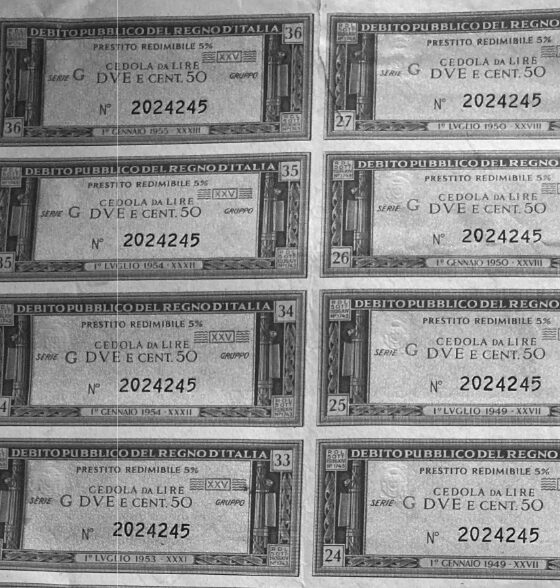 DEBITO PUBBLICO DEL REGNO D'ITALIA 36
PRESTITO REDIMIBILE 5%
CEDOLA DA LIRE XXV
SERIE G DVE E CENT. 50 GRUPPO
N° 2024245
36 1° GENNAIO 1955 - XXXIII
DEBITO PUBBLICO DEL REGNO D'ITALIA 35
PRESTITO REDIMIBILE 5%
CEDOLA DA LIRE XXV
SERIE G DVE E CENT. 50 GRUPPO
N° 2024245
35 1° LVGLIO 1954 - XXXII
DEBITO PUBBLICO DEL REGNO D'ITALIA 34
PRESTITO REDIMIBILE 5%
CEDOLA DA LIRE XXV
SERIE G DVE E CENT. 50 GRUPPO
N° 2024245
4 1° GENNAIO 1954 - XXXII
DEBITO PUBBLICO DEL REGNO D'ITALIA 33
PRESTITO REDIMIBILE 5%
CEDOLA DA LIRE XXV
SERIE G DVE E CENT. 50 GRUPPO
N° 2024245
1° LVGLIO 1953 - XXXI
DEBITO PUBBLICO DEL REGNO
PRESTITO REDIMIBILE 5%
CEDOLA DA LIRE
SERIE G DVE E CENT. 50
N° 2024245
27 1° LVGLIO 1950 - XXVIII
DEBITO PUBBLICO DEL REGNO
PRESTITO REDIMIBILE 5%
CEDOLA DA LIRE
SERIE G DVE E CENT. 50
N° 2024245
26 1° GENNAIO 1950 - XXVIII
DEBITO PUBBLICO DEL REGNO
PRESTITO REDIMIBILE 5%
CEDOLA DA LIRE
SERIE G DVE E CENT. 50
N° 2024245
25 1° LVGLIO 1949 - XXVII
DEBITO PUBBLICO DEL REGNO
PRESTITO REDIMIBILE 5%
CEDOLA DA LIRE
SERIE G DVE E CENT. 50
N° 2024245
24 1° GENNAIO 1949 - XXVII